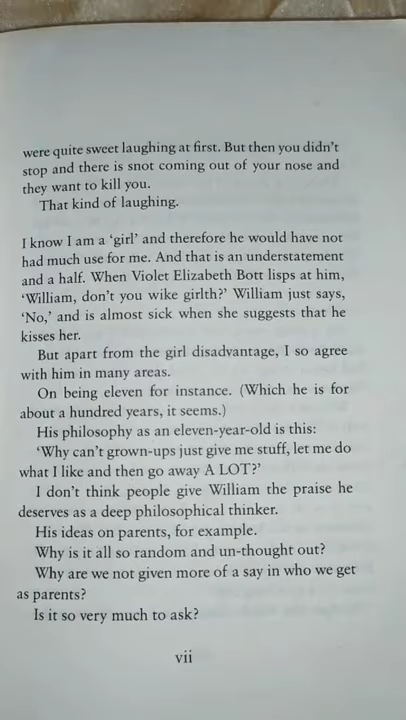 were quite sweet laughing at first. But then you didn't
stop and there is snot coming out of your nose and
they want to kill you.
That kind of laughing.
I know I am a 'girl' and therefore he would have not
had much use for me. And that is an understatement
and a half. When Violet Elizabeth Bott lisps at him,
'William, don't you wike girlth?' William just says,
'No,' and is almost sick when she suggests that he
kisses her.
But apart from the girl disadvantage, I so agree
with him in many areas.
On being eleven for instance. (Which he is for
about a hundred years, it seems.)
His philosophy as an eleven-year-old is this:
'Why can't grown-ups just give me stuff, let me do
what I like and then go away A LOT?'
I don't think people give William the praise he
deserves as a deep philosophical thinker.
His ideas on parents, for example.
Why is it all so random and un-thought out?
Why are we not given more of a say in who we get
as parents?
Is it so very much to ask?
vii